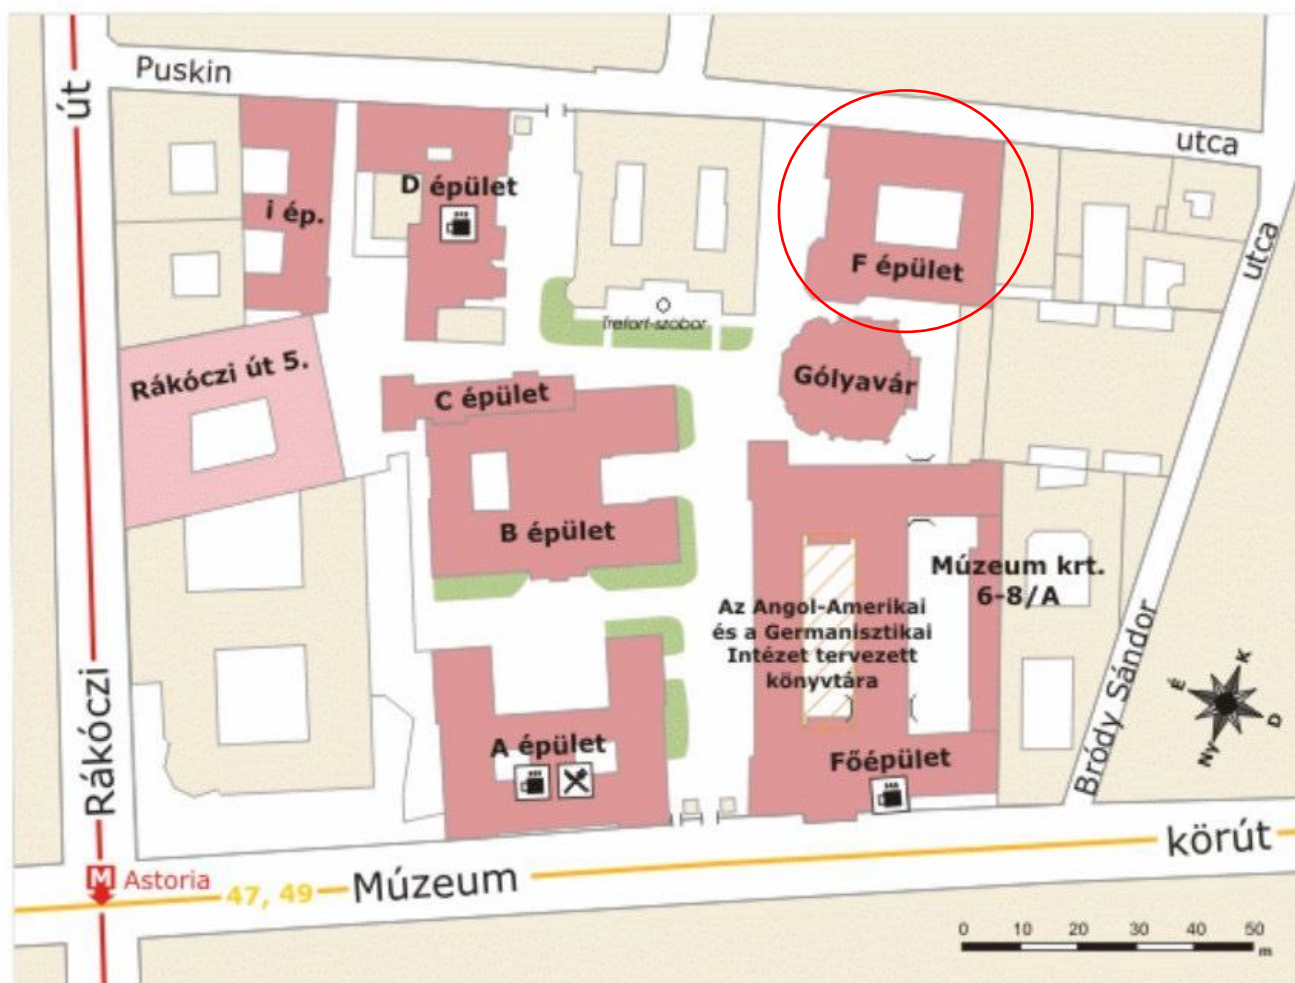 Puskin
utca
út
D épület
i ép.
F épület
utca
Trefort-szobor
Rákóczi út 5.
C épület
Gólyavár
B épület
Múzeum krt.
6-8/A
Az Angol-Amerikai
és a Germanisztikai
Intézet tervezett
könyvtára
Rákóczi
Bródy Sándor
É
K
D
Ny
A épület
Főépület
M Astoria
47, 49
Múzeum
körút
0 10 20 30 40 50
m